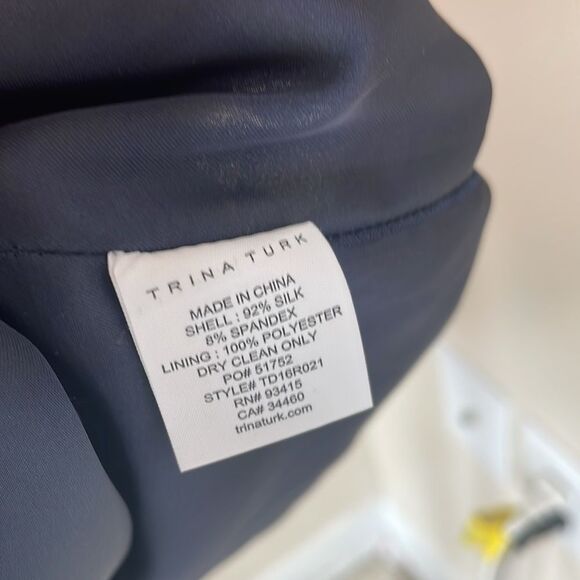 TRINA TURK
MADE IN CHINA
SHELL : 92% SILK
8% SPANDEX
LINING : 100% POLYESTER
DRY CLEAN ONLY
PO# 51752
STYLE# TD16R021
RN# 93415
CA# 34460
trinaturk.com